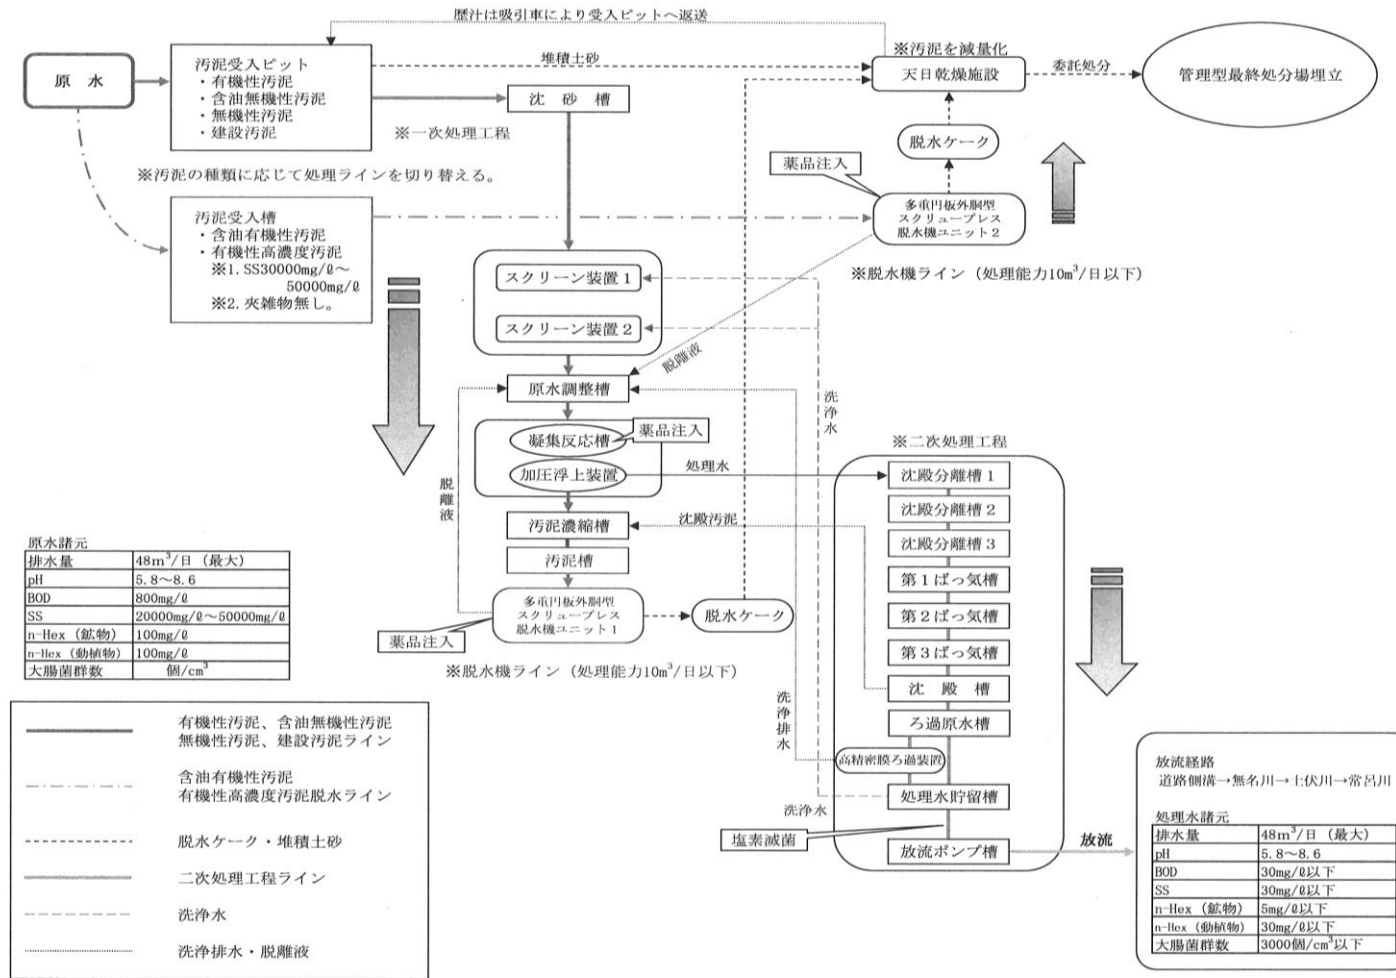 歴汁は吸引車により受入ピットへ返送
原　水
汚泥受入ピット
・有機性汚泥
・含油無機性汚泥
・無機性汚泥
・建設汚泥
堆積土砂
沈 砂 槽
※一次処理工程
※汚泥を減量化
天日乾燥施設
委託処分
管理型最終処分場埋立
脱水ケーク
薬品注入
多重円板外胴型
スクリュープレス
脱水機ユニット2
※脱水機ライン（処理能力10m³/日以下）
※汚泥の種類に応じて処理ラインを切り替える。
汚泥受入槽
・含油有機性汚泥
・有機性高濃度汚泥
※1. SS30000mg/ℓ～
50000mg/ℓ
※2. 夾雑物無し。
スクリーン装置1
スクリーン装置2
脱離液
原水調整槽
洗浄水
凝集反応槽
薬品注入
加圧浮上装置
処理水
脱離液
汚泥濃縮槽
沈殿汚泥
汚泥槽
多重円板外胴型
スクリュープレス
脱水機ユニット1
薬品注入
脱水ケーク
※脱水機ライン（処理能力10m³/日以下）
※二次処理工程
沈殿分離槽1
沈殿分離槽2
沈殿分離槽3
第1ばっ気槽
第2ばっ気槽
第3ばっ気槽
沈 殿 槽
ろ過原水槽
洗浄排水
高精密膜ろ過装置
処理水貯留槽
洗浄水
塩素滅菌
放流ポンプ槽
放流
原水諸元
排水量 48m³/日（最大）
pH 5.8～8.6
BOD 800mg/ℓ
SS 20000mg/ℓ～50000mg/ℓ
n-Hex（鉱物） 100mg/ℓ
n-Hex（動植物） 100mg/ℓ
大腸菌群数 個/cm³
有機性汚泥、含油無機性汚泥
無機性汚泥、建設汚泥ライン
含油有機性汚泥
有機性高濃度汚泥脱水ライン
脱水ケーク・堆積土砂
二次処理工程ライン
洗浄水
洗浄排水・脱離液
放流経路
道路側溝→無名川→土伏川→常呂川
処理水諸元
排水量 48m³/日（最大）
pH 5.8～8.6
BOD 30mg/ℓ以下
SS 30mg/ℓ以下
n-Hex（鉱物） 5mg/ℓ以下
n-Hex（動植物） 30mg/ℓ以下
大腸菌群数 3000個/cm³以下